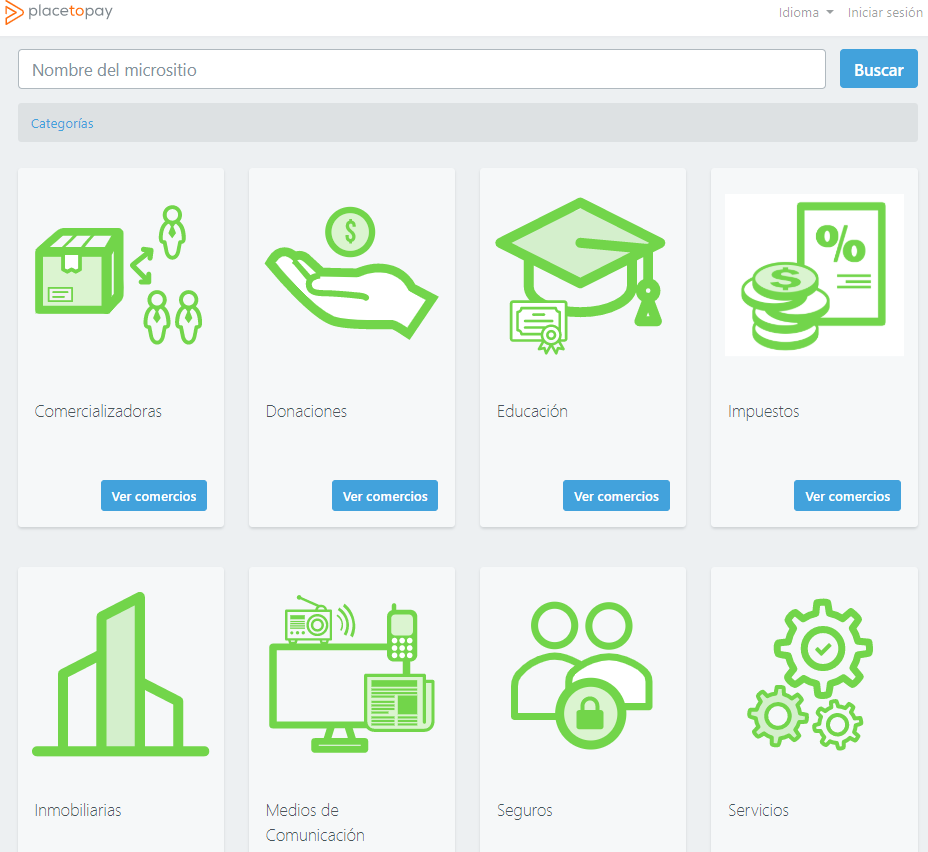 placetopay
Idioma
Iniciar sesión
Nombre del micrositio
Buscar
Categorías
$
%
$
Comercializadoras
Donaciones
Educación
Impuestos
Ver comercios
Ver comercios
Ver comercios
Ver comercios
Inmobiliarias
Medios de
Comunicación
Seguros
Servicios